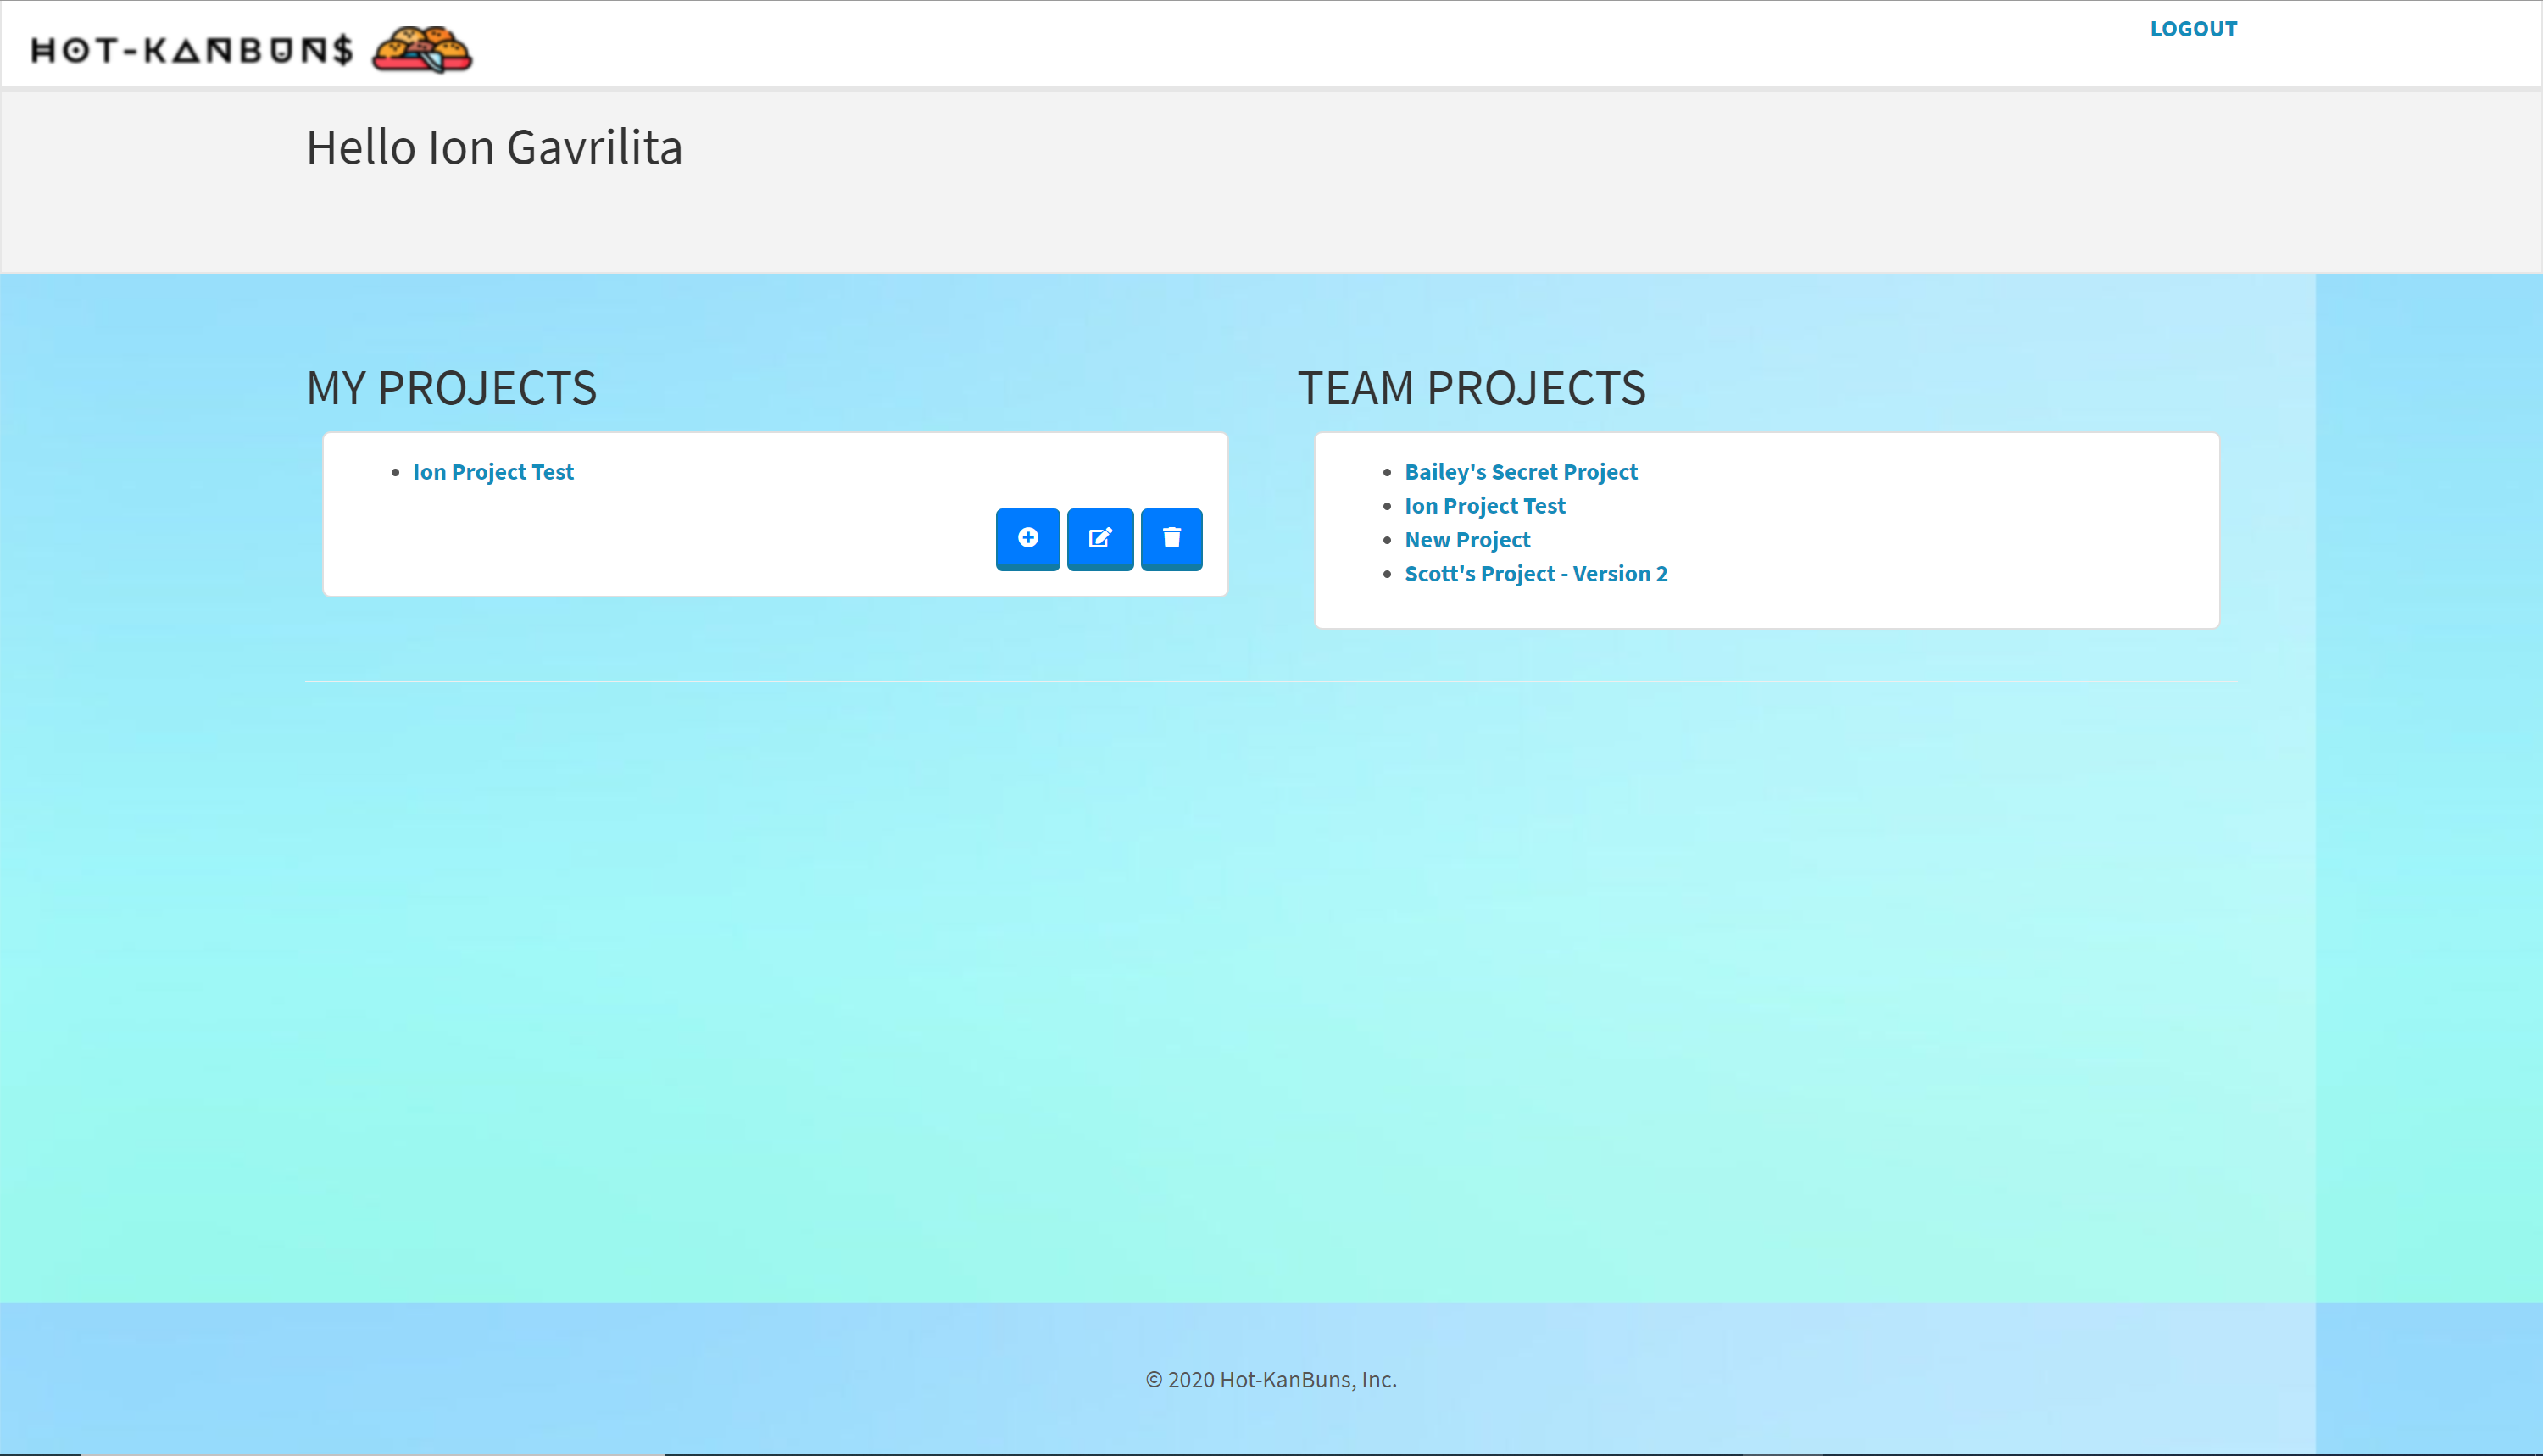 HOT-KANBUN$
LOGOUT
Hello Ion Gavrilita
MY PROJECTS
Ion Project Test
TEAM PROJECTS
Bailey's Secret Project
Ion Project Test
New Project
Scott's Project - Version 2
© 2020 Hot-KanBuns, Inc.